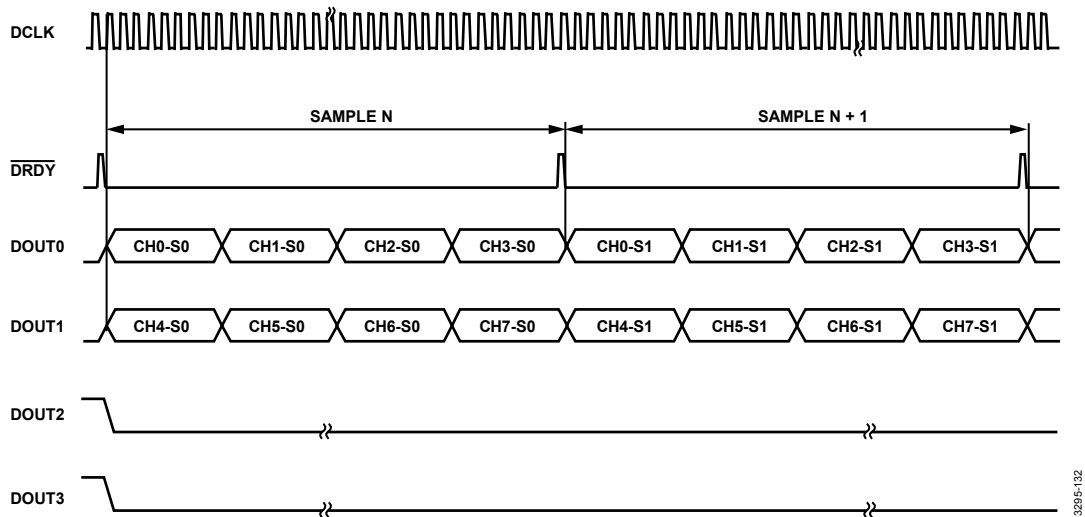 DCLK
SAMPLE N SAMPLE N + 1
DRDY
DOUT0 CH0-S0 CH1-S0 CH2-S0 CH3-S0 CH0-S1 CH1-S1 CH2-S1 CH3-S1
DOUT1 CH4-S0 CH5-S0 CH6-S0 CH7-S0 CH4-S1 CH5-S1 CH6-S1 CH7-S1
DOUT2
DOUT3
3295-132